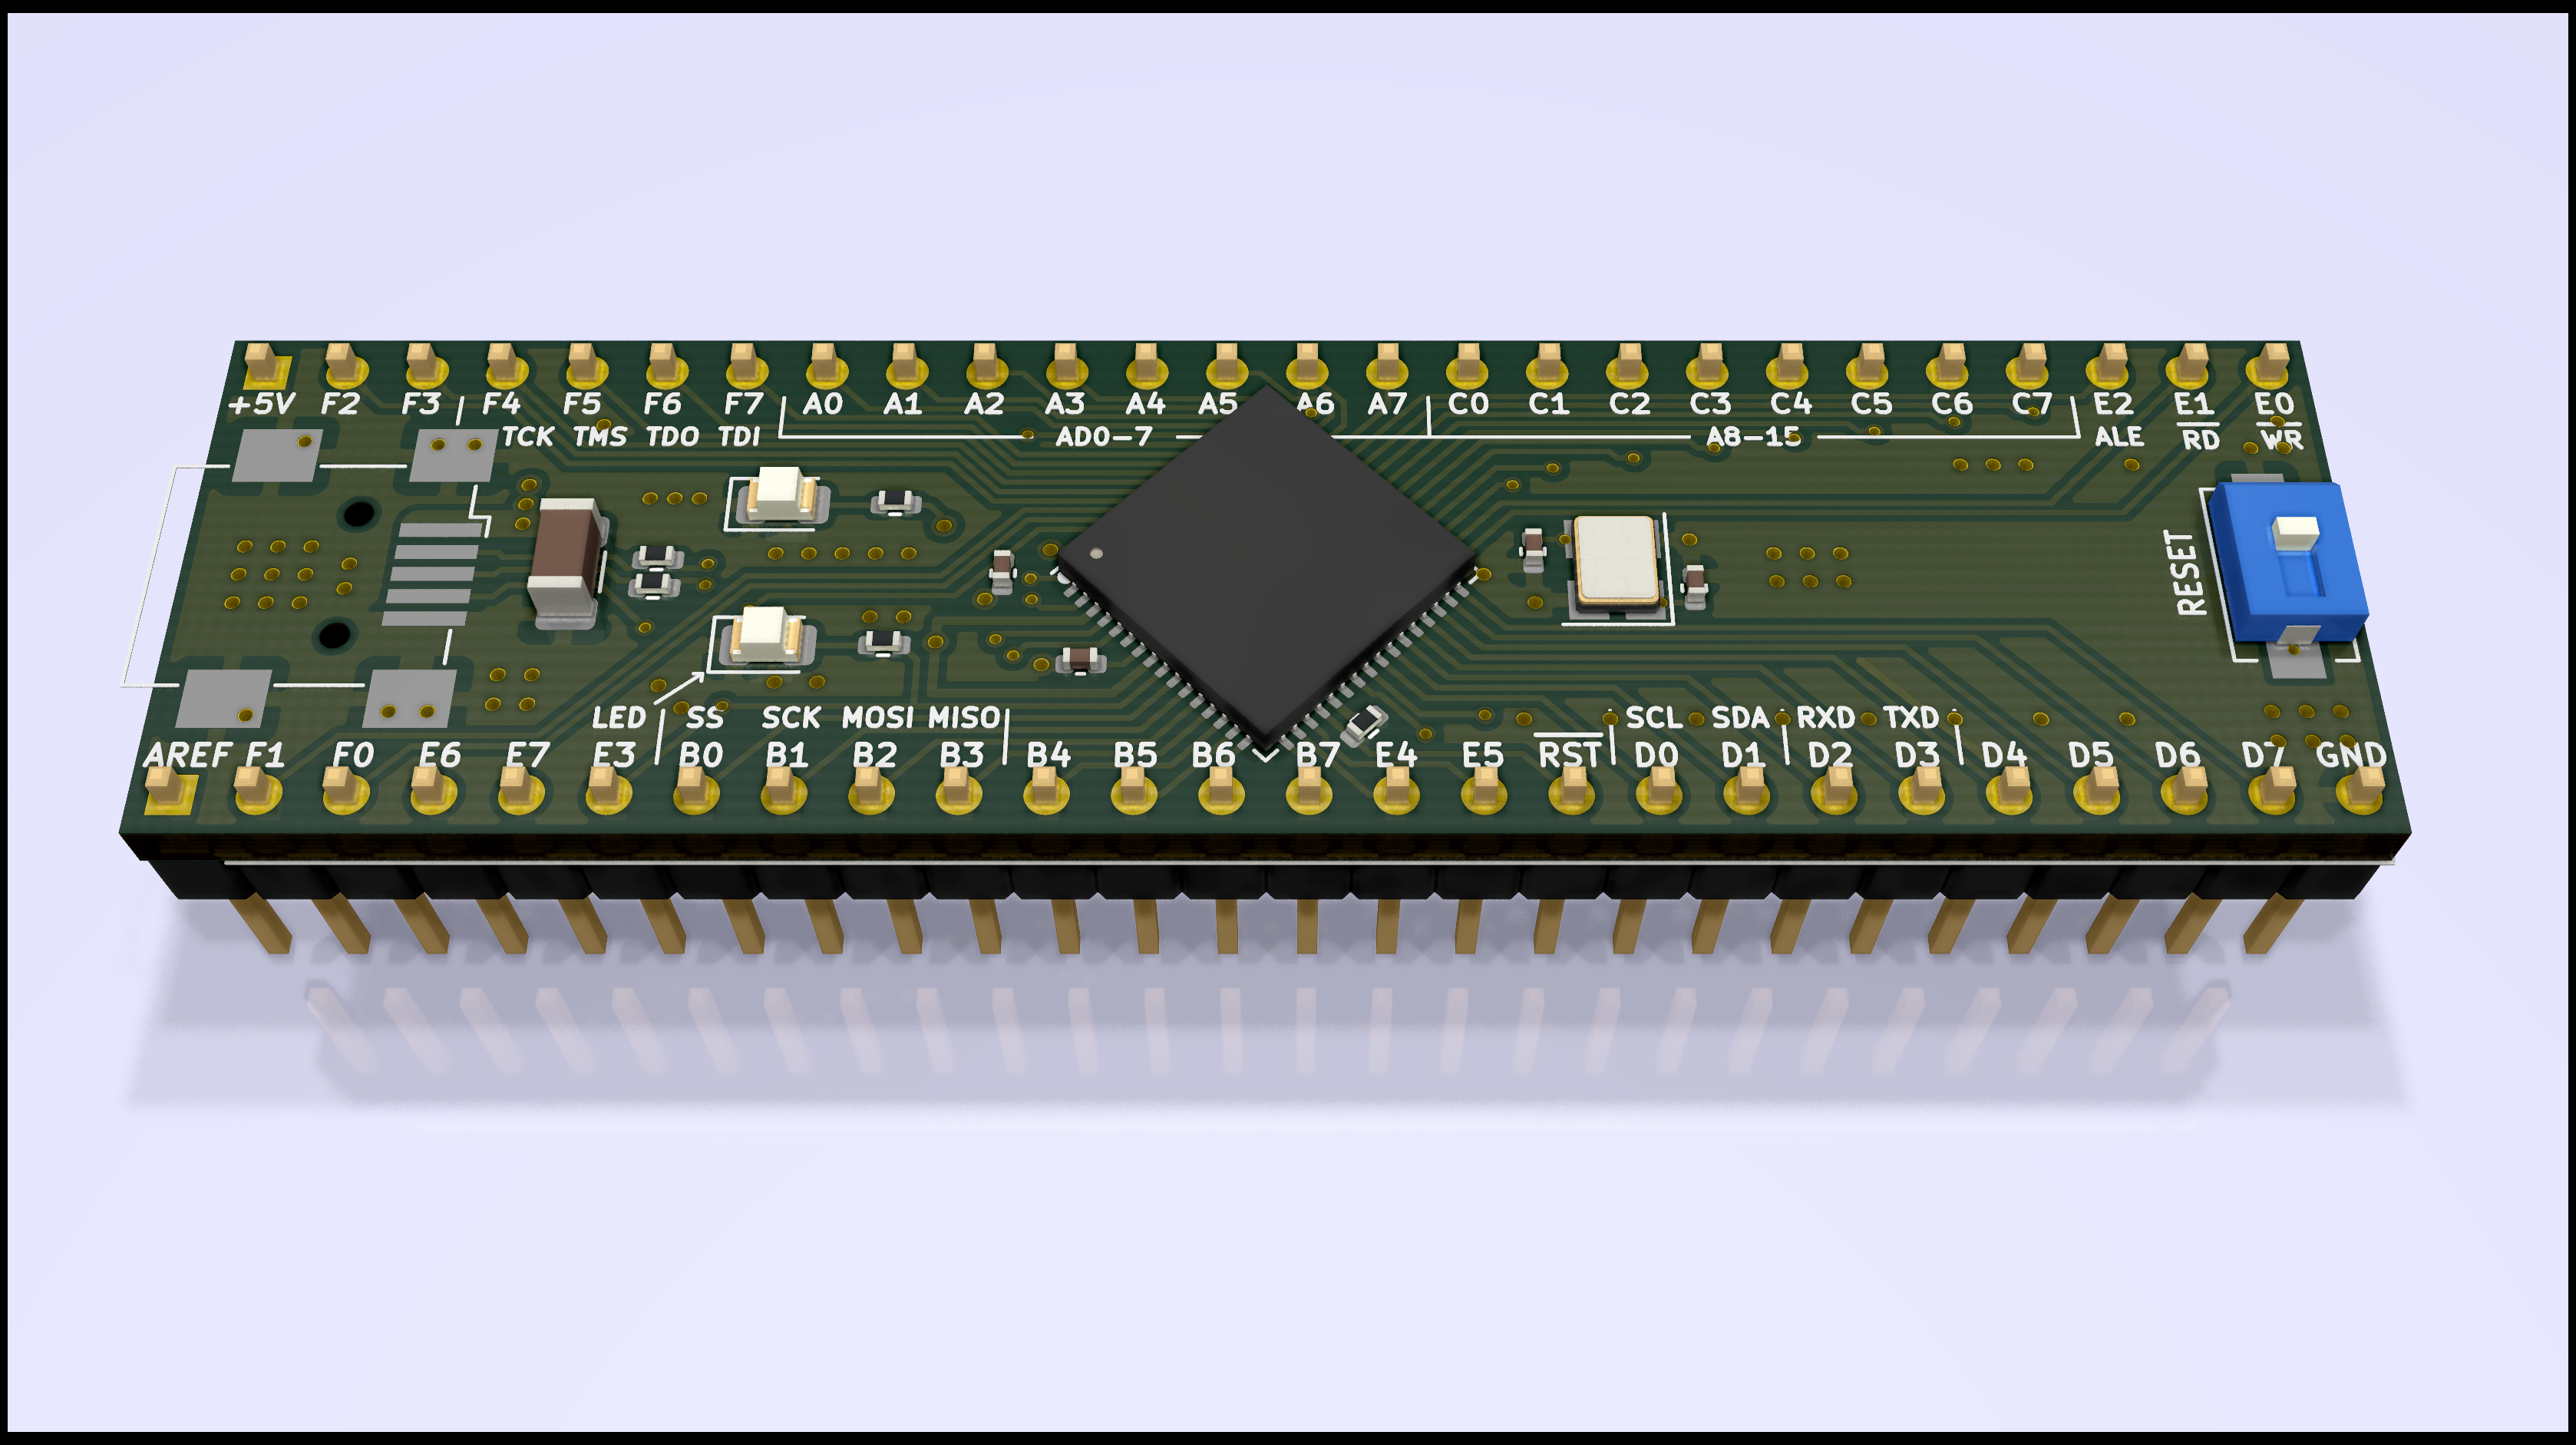 +5V F2 F3 F4 F5 F6 F7 A0 A1 A2 A3 A4 A5 A6 A7 C0 C1 C2 C3 C4 C5 C6 C7 E2 E1 E0
TCK TMS TDO TDI AD0-7 A8-15 ALE RD WR
RESET
LED SS SCK MOSI MISO SCL SDA RXD TXD
AREF F1 F0 E6 E7 E3 B0 B1 B2 B3 B4 B5 B6 B7 E4 E5 RST D0 D1 D2 D3 D4 D5 D6 D7 GND